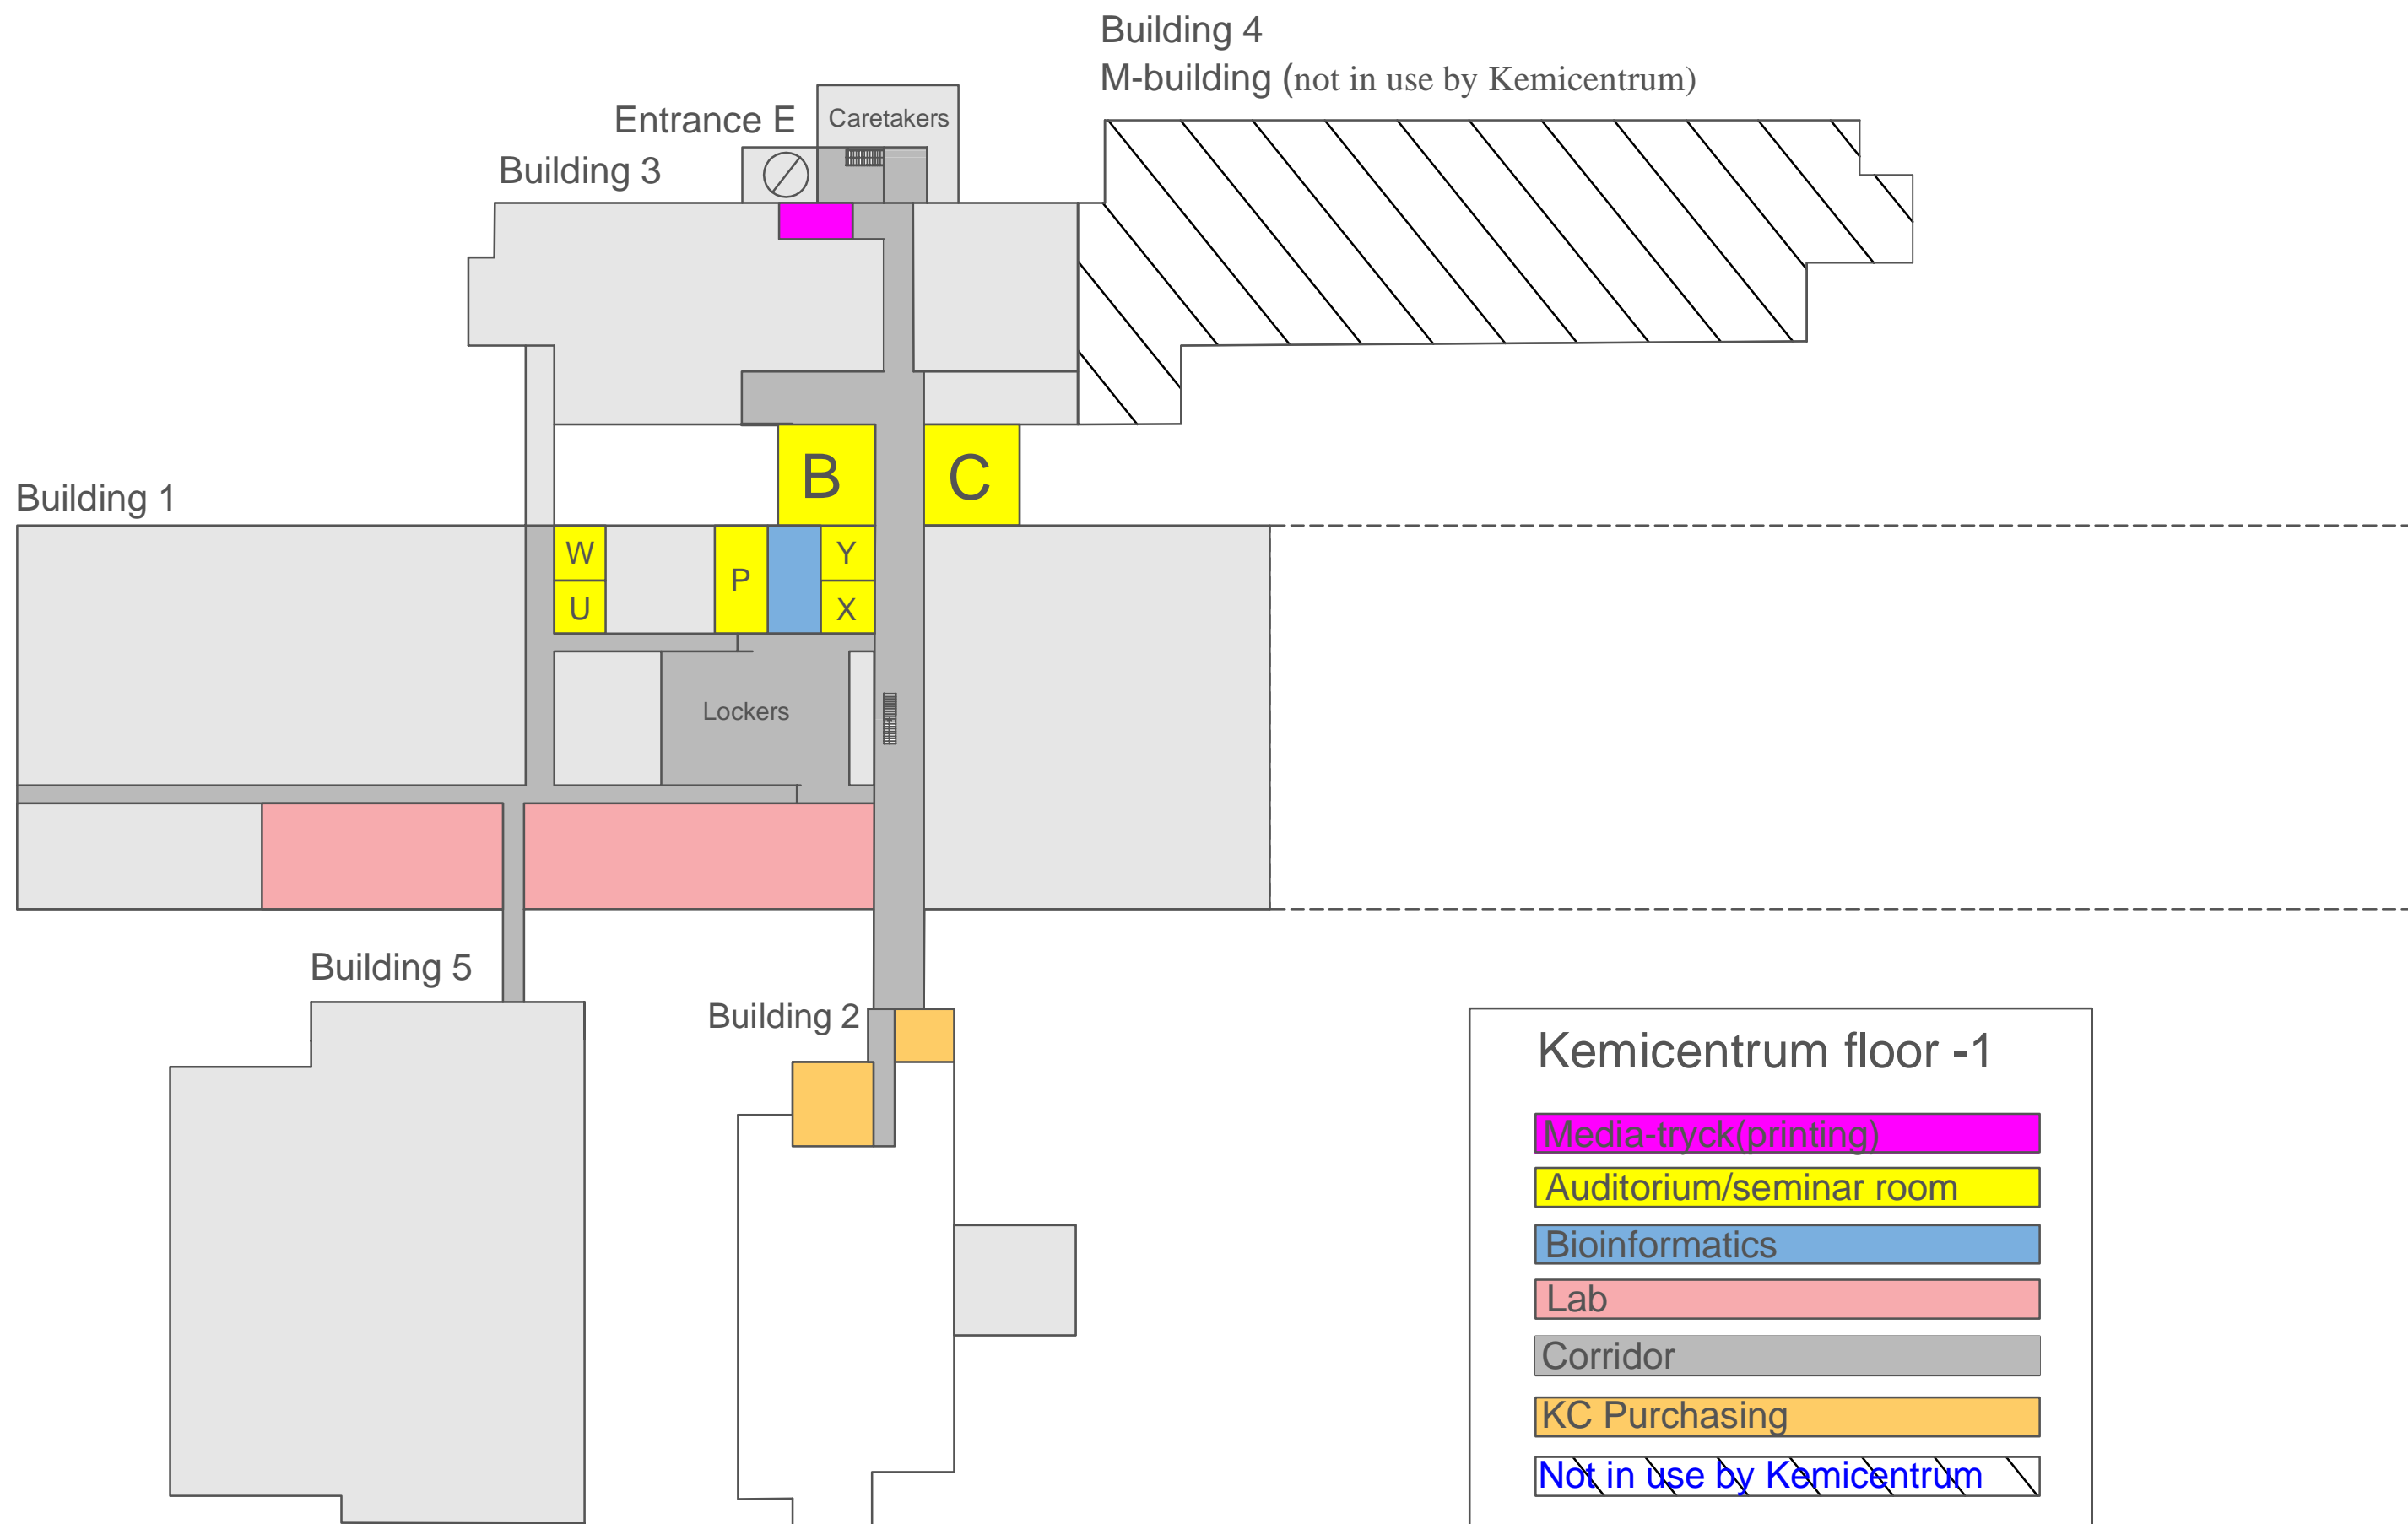 Building 4
M-building (not in use by Kemicentrum)
Entrance E
Caretakers
Building 3
B
C
Building 1
W
P
Y
U
X
Lockers
Building 5
Building 2
Kemicentrum floor -1
Media-tryck(printing)
Auditorium/seminar room
Bioinformatics
Lab
Corridor
KC Purchasing
Not in use by Kemicentrum